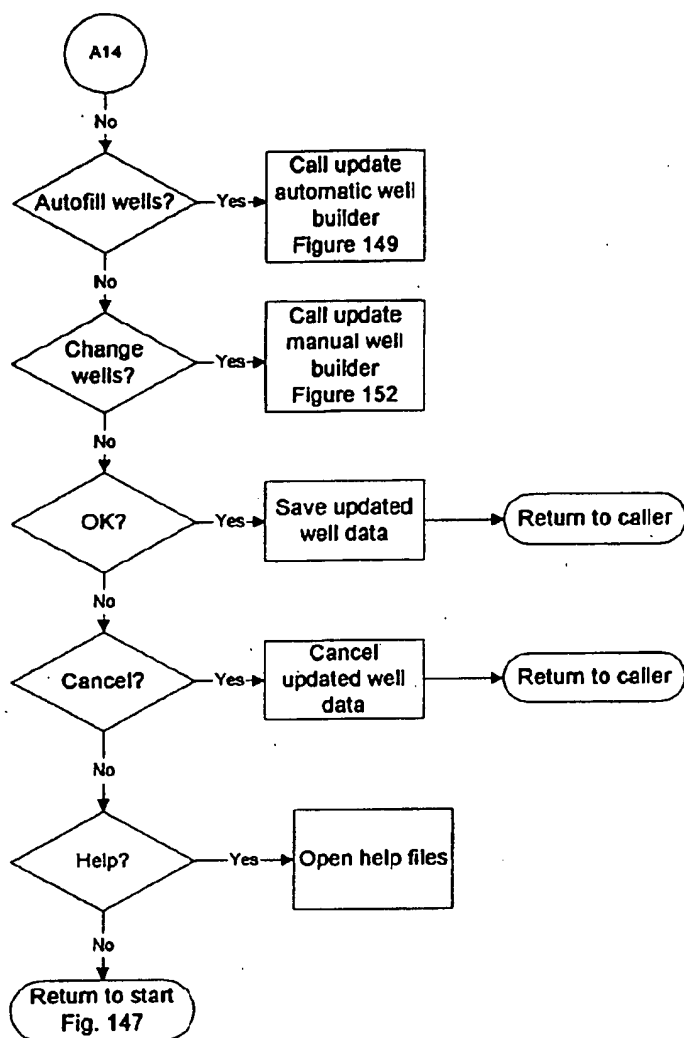 A14
No
Autofill wells?
Yes
Call update
automatic well
builder
Figure 149
No
Change
wells?
Yes
Call update
manual well
builder
Figure 152
No
OK?
Yes
Save updated
well data
Return to caller
No
Cancel?
Yes
Cancel
updated well
data
Return to caller
No
Help?
Yes
Open help files
No
Return to start
Fig. 147